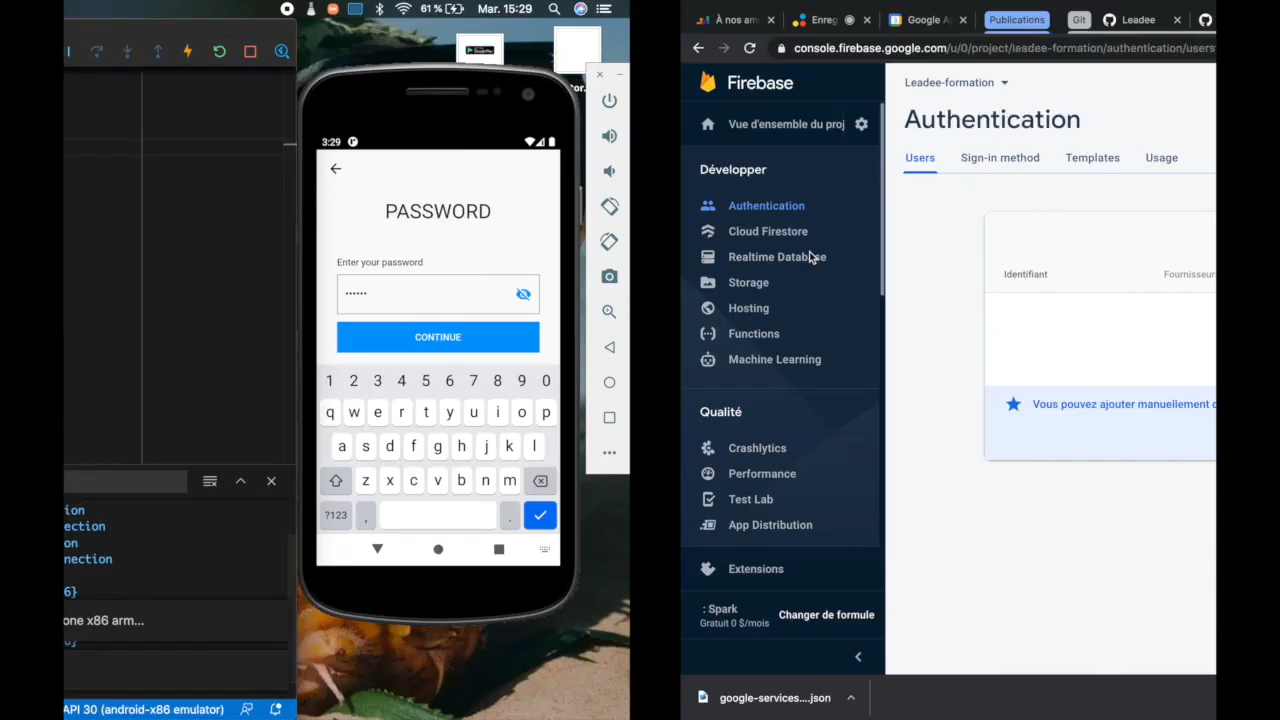 61 %
Mar. 15:29
Google Play
tor.
3:29
PASSWORD
Enter your password
••••••
CONTINUE
1 2 3 4 5 6 7 8 9 0
q w e r t y u i o p
a s d f g h j k l
z x c v b n m
?123 , .
ion
ection
on
nection
6}
one x86 arm...
6}
API 30 (android-x86 emulator)
À nos am
Enreg
Google A
Publications
Git
Leadee
console.firebase.google.com/u/0/project/leadee-formation/authentication/users
Firebase
Vue d'ensemble du proj
Développer
Authentication
Cloud Firestore
Realtime Database
Storage
Hosting
Functions
Machine Learning
Qualité
Crashlytics
Performance
Test Lab
App Distribution
Extensions
: Spark
Gratuit 0 $/mois
Changer de formule
Leadee-formation
Authentication
Users
Sign-in method
Templates
Usage
Identifiant
Fournisseurs
Vous pouvez ajouter manuellement d
google-services....json